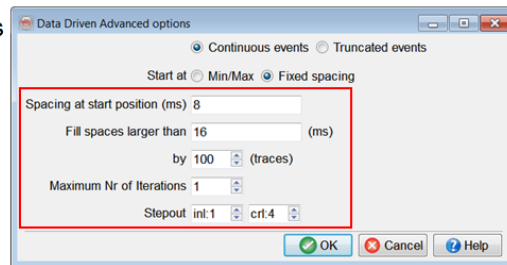 s
Data Driven Advanced options
Continuous events Truncated events
Start at Min/Max Fixed spacing
Spacing at start position (ms) 8
Fill spaces larger than 16 (ms)
by 100 (traces)
Maximum Nr of Iterations 1
Stepout inl:1 crl:4
OK Cancel Help